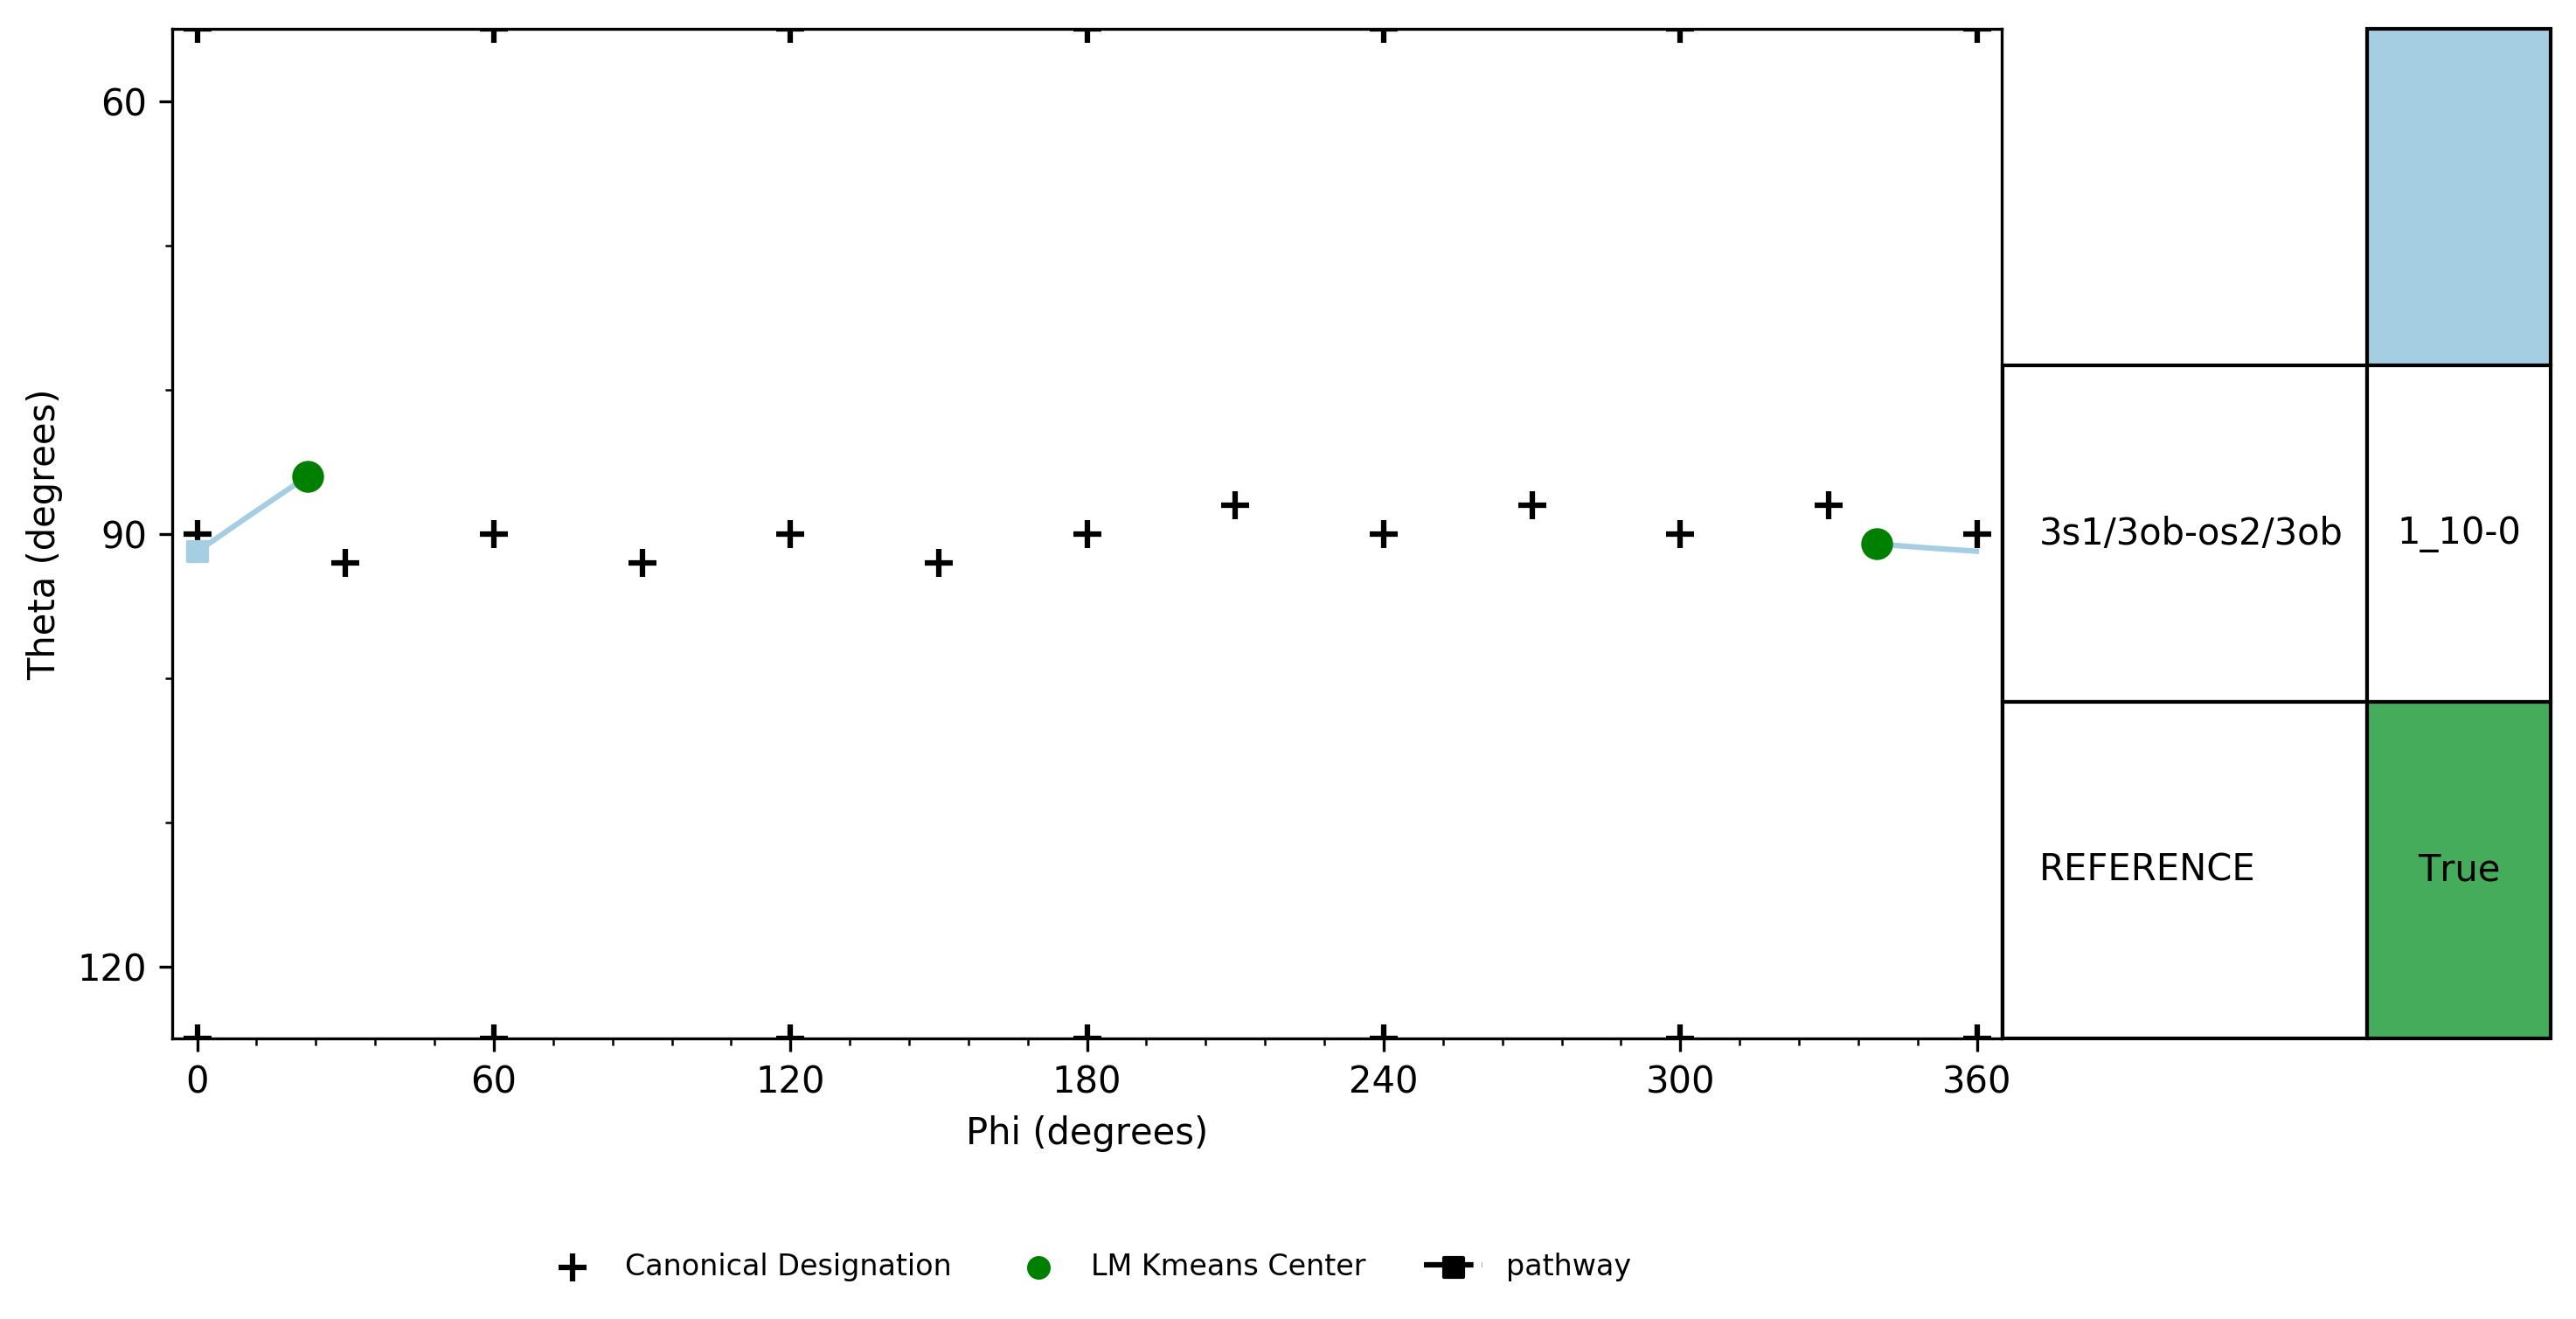 60
90
120
Theta (degrees)
0 60 120 180 240 300 360
Phi (degrees)
3s1/3ob-os2/3ob 1_10-0
REFERENCE True
Canonical Designation LM Kmeans Center pathway